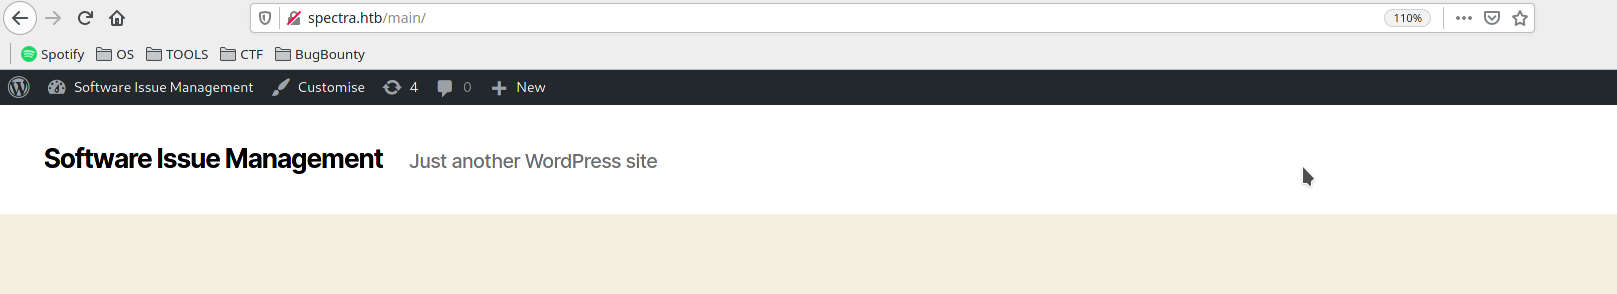 spectra.htb/main/ 110%
Spotify OS TOOLS CTF BugBounty
Software Issue Management Customise 4 0 New
Software Issue Management Just another WordPress site